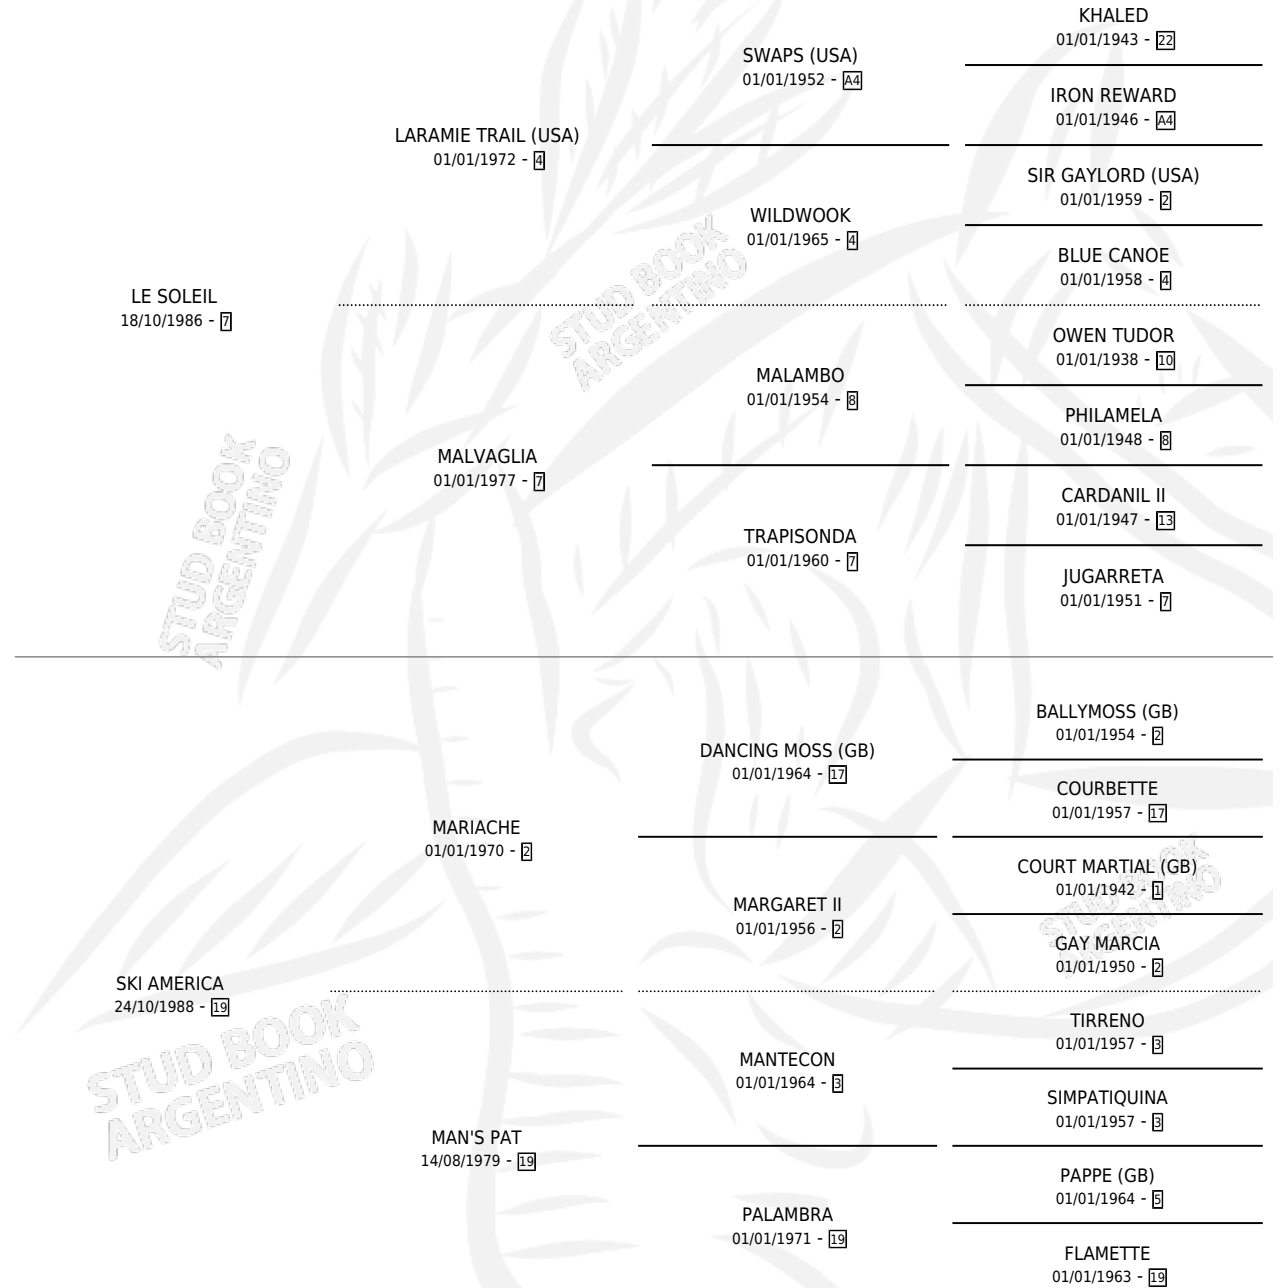 KHALED
01/01/1943 - 22
SWAPS (USA)
01/01/1952 - A4
IRON REWARD
01/01/1946 - A4
LARAMIE TRAIL (USA)
01/01/1972 - 4
SIR GAYLORD (USA)
01/01/1959 - 2
WILDWOOK
01/01/1965 - 4
BLUE CANOE
01/01/1958 - 4
LE SOLEIL
18/10/1986 - 7
STUD BOOK
ARGENTINO
OWEN TUDOR
01/01/1938 - 10
MALAMBO
01/01/1954 - 8
PHILAMELA
01/01/1948 - 8
MALVAGLIA
01/01/1977 - 7
CARDANIL II
01/01/1947 - 13
TRAPISONDA
01/01/1960 - 7
JUGARRETA
01/01/1951 - 7
STUD BOOK
ARGENTINO
BALLYMOSS (GB)
01/01/1954 - 2
DANCING MOSS (GB)
01/01/1964 - 17
COURBETTE
01/01/1957 - 17
MARIACHE
01/01/1970 - 2
COURT MARTIAL (GB)
01/01/1942 - 1
MARGARET II
01/01/1956 - 2
GAY MARCIA
01/01/1950 - 2
STUD BOOK
ARGENTINO
SKI AMERICA
24/10/1988 - 19
STUD BOOK
ARGENTINO
TIRRENO
01/01/1957 - 3
MANTECON
01/01/1964 - 3
SIMPATIQUINA
01/01/1957 - 3
MAN'S PAT
14/08/1979 - 19
PAPPE (GB)
01/01/1964 - 5
PALAMBRA
01/01/1971 - 19
FLAMETTE
01/01/1963 - 19